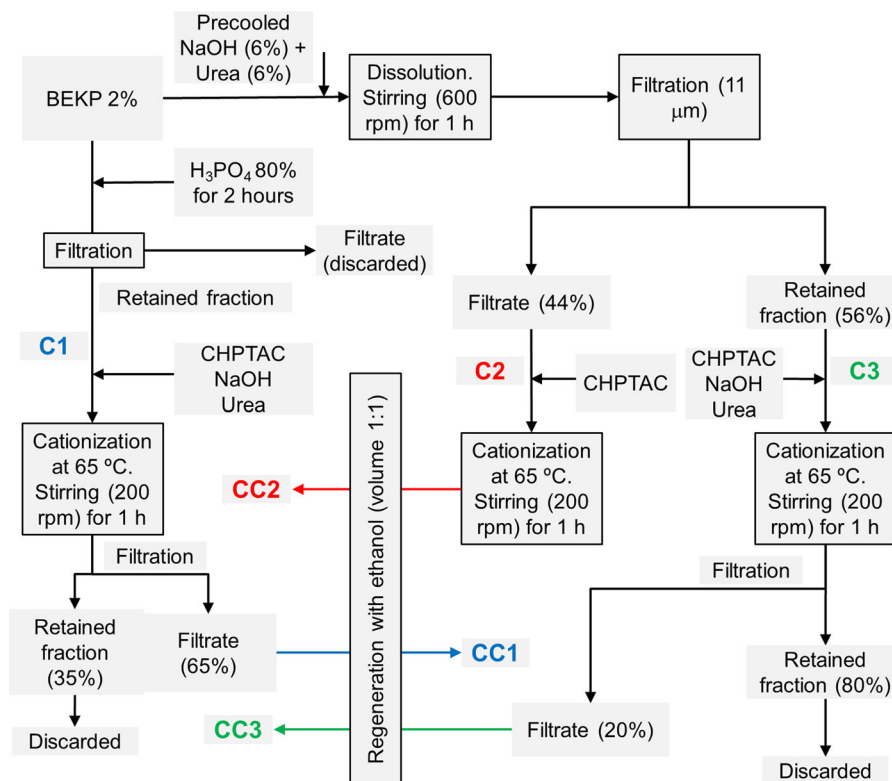 Precooled
NaOH (6%) +
Urea (6%)
BEKP 2%
Dissolution.
Stirring (600
rpm) for 1 h
Filtration (11
μm)
H₃PO₄ 80%
for 2 hours
Filtration
Filtrate
(discarded)
Retained fraction
Filtrate (44%)
Retained
fraction (56%)
C1
CHPTAC
NaOH
Urea
C2
CHPTAC
CHPTAC
NaOH
Urea
C3
Cationization
at 65 ºC.
Stirring (200
rpm) for 1 h
Regeneration with ethanol (volume 1:1)
CC2
Cationization
at 65 ºC.
Stirring (200
rpm) for 1 h
Cationization
at 65 ºC.
Stirring (200
rpm) for 1 h
Filtration
Filtration
Retained
fraction
(35%)
Filtrate
(65%)
CC1
Retained
fraction (80%)
Discarded
CC3
Filtrate (20%)
Discarded